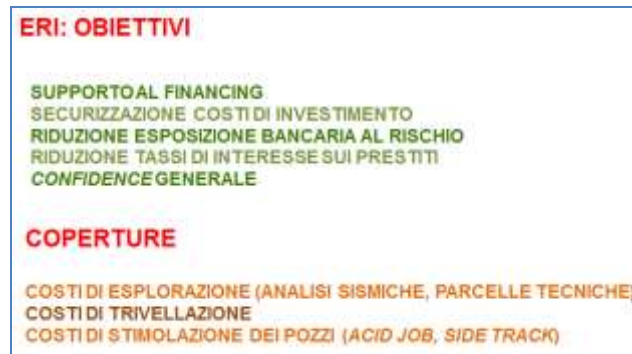 ERI: OBIETTIVI
SUPPORTO AL FINANCING
SECURIZZAZIONE COSTI DI INVESTIMENTO
RIDUZIONE ESPOSIZIONE BANCARIA AL RISCHIO
RIDUZIONE TASSI DI INTERESSE SUI PRESTITI
CONFIDENCE GENERALE
COPERTURE
COSTI DI ESPLORAZIONE (ANALISI SISMICHE, PARCELLE TECNICHE)
COSTI DI TRIVELLAZIONE
COSTI DI STIMOLAZIONE DEI POZZI (ACID JOB, SIDE TRACK)